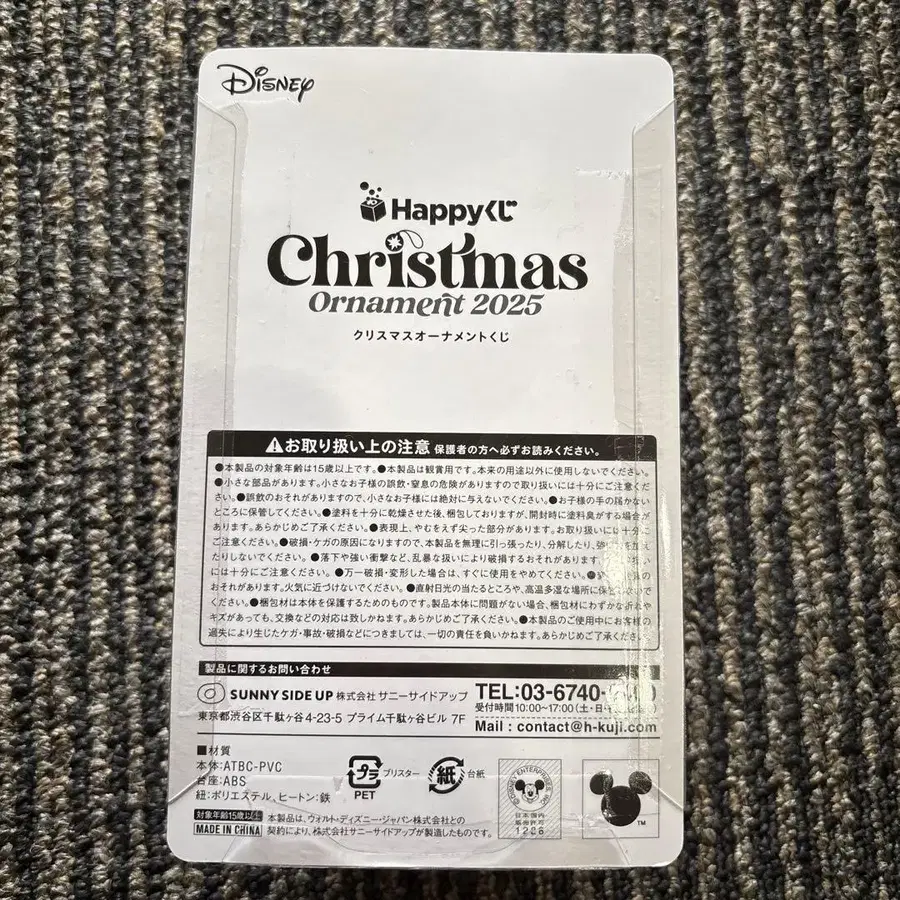 Disney
Happyくじ
Christmas
Ornament 2025
クリスマスオーナメントくじ
お取り扱い上の注意 保護者の方へ必ずお読みください。
●本製品の対象年齢は15歳以上です。●本製品は観賞用です。本来の用途以外に使用しないでください。
●小さな部品があります。小さなお子様の誤飲・窒息の危険がありますので取り扱いには十分にご注意くだ
さい。●誤飲のおそれがありますので、小さなお子様には絶対に与えないでください。●お子様の手の届かない
ところに保管してください。●塗料を十分に乾燥させた後、梱包しておりますが、開封時に塗料臭がする場合が
あります。あらかじめご了承ください。●表現上、やむをえず尖った部分があります。お取り扱いには十分に
ご注意ください。●破損・ケガの原因になりますので、本製品を無理に引っ張ったり、分解したり、を加え
たりしないでください。●落下や強い衝撃など、乱暴な扱いにより破損するおそれがあります。扱い
には十分にご注意ください。●万一破損・変形した場合は、すぐに使用をやめてください。●
おそれがあります。火気に近づけないでください。●直射日光の当たるところや、高温多湿な場所に保
●梱包材は本体を保護するためのものです。製品本体に問題がない場合、梱包材にわずかな折れや
キズがあっても、交換などの対応は致しかねます。あらかじめご了承ください。●本製品のご使用中にお客様の
過失により生じたケガ・事故・破損などにつきましては、一切の責任を負いかねます。あらかじめご了承ください。
製品に関するお問い合わせ
SUNNY SIDE UP 株式会社 サニーサイドアップ
東京都渋谷区千駄ヶ谷4-23-5 プライム千駄ヶ谷ビル 7F
TEL:03-6740-
受付時間10:00~17:00(土・日・
Mail : contact@h-kuji.com
■材質
本体:ATBC-PVC
台座:ABS
紐:ポリエステル、ヒートン:鉄
プラ ブリスター
PET
紙 台紙
対象年齢15歳以上
MADE IN CHINA
本製品は、ウォルト・ディズニー・ジャパン株式会社との
契約により、株式会社サニーサイドアップが製造したものです。
©DISNEY ENTERPRISES, INC.
日本国内
販売許可
1206
TM